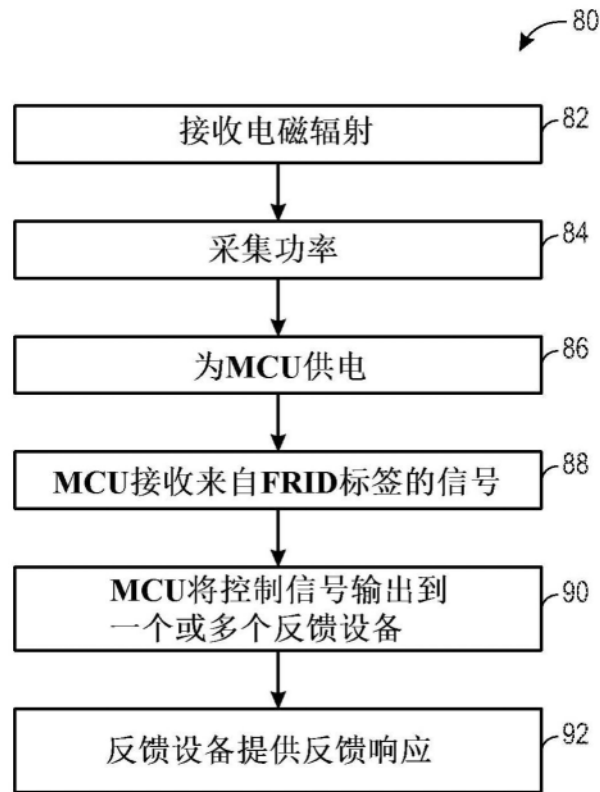 80
接收电磁辐射
82
采集功率
84
为MCU供电
86
MCU接收来自FRID标签的信号
88
MCU将控制信号输出到
一个或多个反馈设备
90
反馈设备提供反馈响应
92